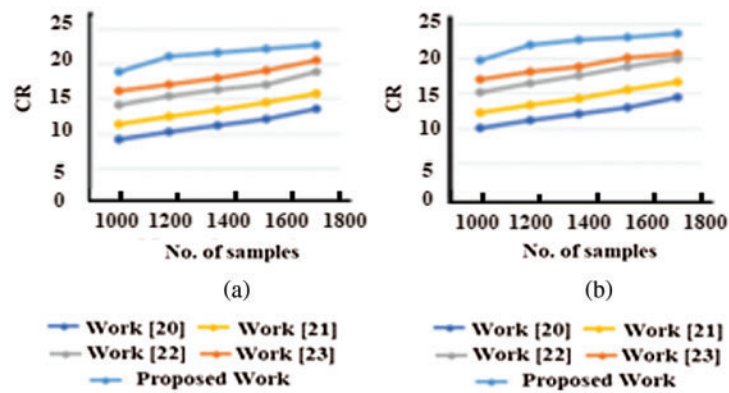 25
20
15
10
5
0
CR
1000 1200 1400 1600 1800
No. of samples
(a)
Work [20] Work [21]
Work [22] Work [23]
Proposed Work
25
20
15
10
5
0
CR
1000 1200 1400 1600 1800
No. of samples
(b)
Work [20] Work [21]
Work [22] Work [23]
Proposed Work